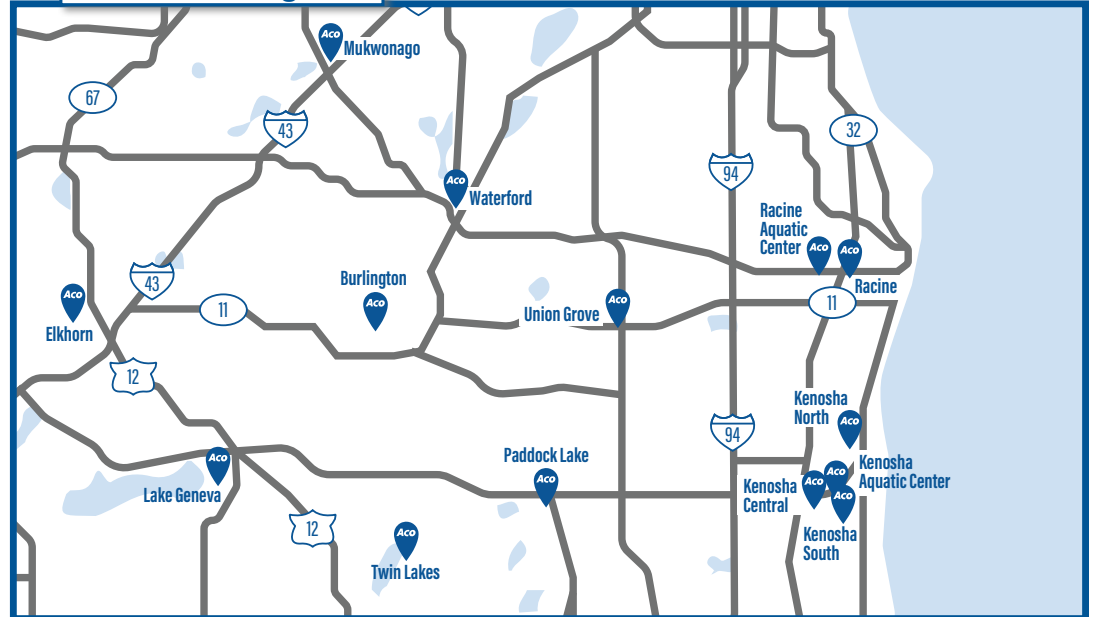 Aco
Mukwonago
67
43
32
94
Aco
Waterford
Racine
Aquatic
Center
Aco
Aco
Racine
43
Burlington
Aco
Aco
Elkhorn
11
Union Grove
Aco
11
12
Kenosha
North
Aco
94
Paddock Lake
Aco
Aco
Lake Geneva
Kenosha
Aquatic Center
Aco
Kenosha
Central
Aco
Aco
Kenosha
South
12
Aco
Twin Lakes